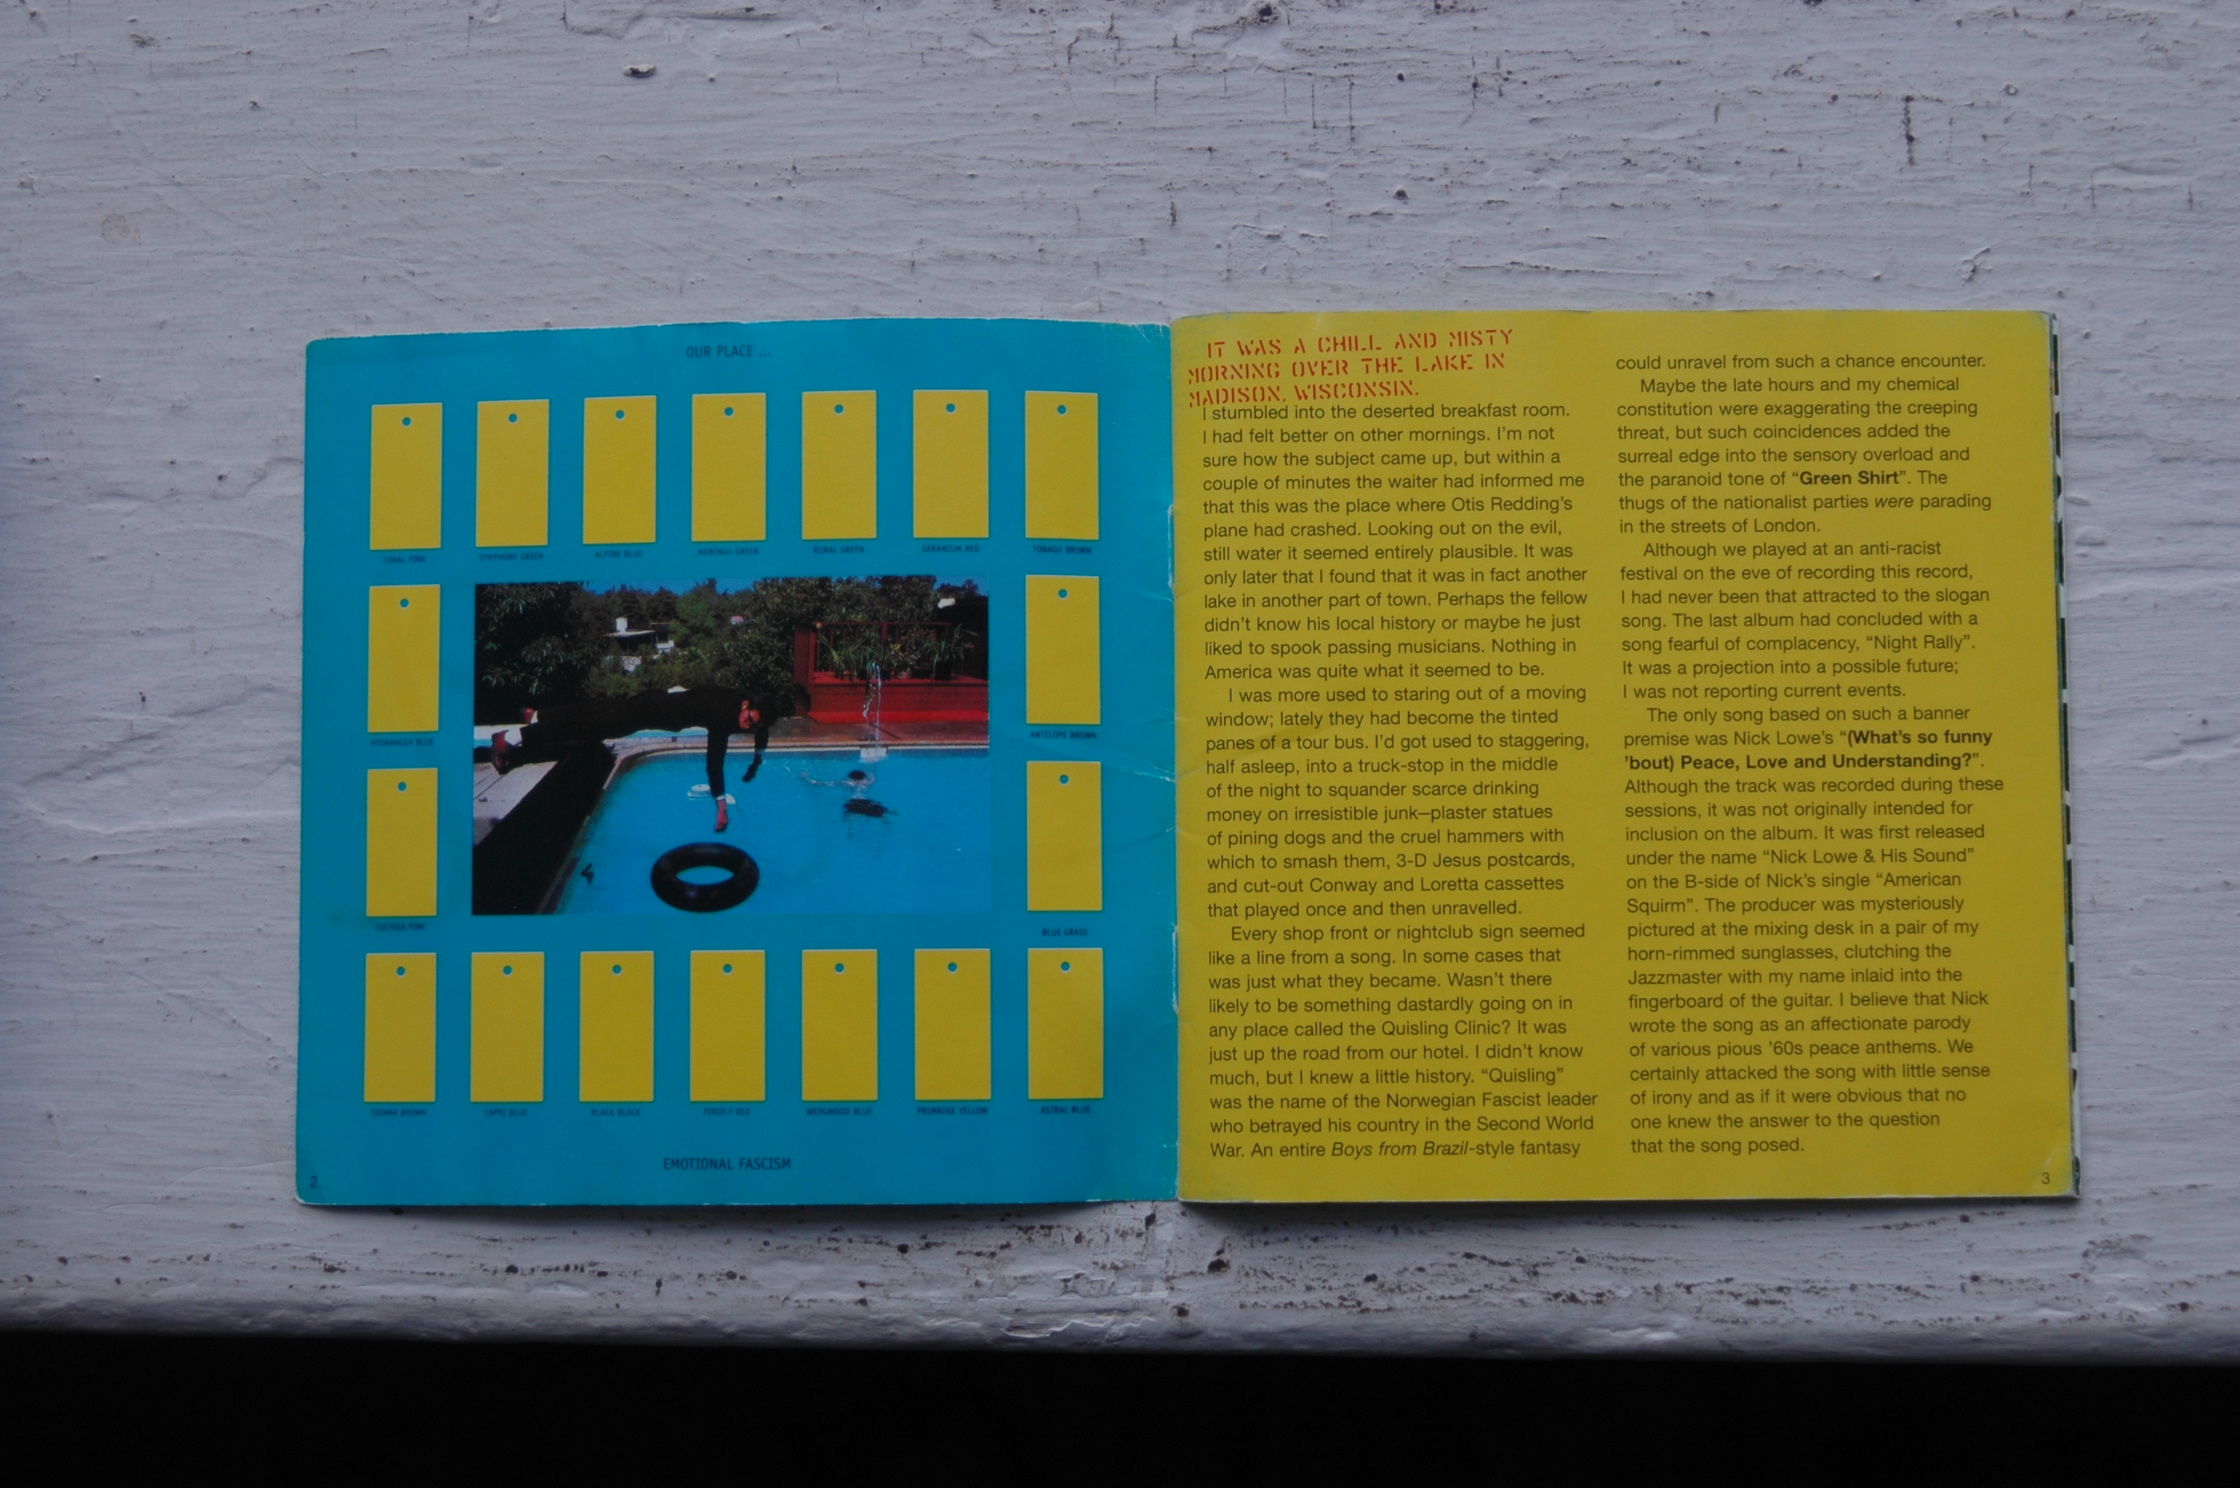 OUR PLACE ...
CORAL PINK
SYMPHONY GREEN
ALPINE BLUE
MERENGO GREEN
RURAL GREEN
GERANIUM RED
TOBAGO BROWN
HYDRANGEA BLUE
ANTELOPE BROWN
FUCHSIA PINK
BLUE GRASS
SIENNA BROWN
CAPRI BLUE
BLACK BLACK
FIREFLY RED
WEDGWOOD BLUE
PRIMROSE YELLOW
ASTRAL BLUE
EMOTIONAL FASCISM
2
IT WAS A CHILL AND MISTY
MORNING OVER THE LAKE IN
MADISON, WISCONSIN.
I stumbled into the deserted breakfast room.
I had felt better on other mornings. I'm not
sure how the subject came up, but within a
couple of minutes the waiter had informed me
that this was the place where Otis Redding's
plane had crashed. Looking out on the evil,
still water it seemed entirely plausible. It was
only later that I found that it was in fact another
lake in another part of town. Perhaps the fellow
didn't know his local history or maybe he just
liked to spook passing musicians. Nothing in
America was quite what it seemed to be.
I was more used to staring out of a moving
window; lately they had become the tinted
panes of a tour bus. I'd got used to staggering,
half asleep, into a truck-stop in the middle
of the night to squander scarce drinking
money on irresistible junk–plaster statues
of pining dogs and the cruel hammers with
which to smash them, 3-D Jesus postcards,
and cut-out Conway and Loretta cassettes
that played once and then unravelled.
Every shop front or nightclub sign seemed
like a line from a song. In some cases that
was just what they became. Wasn't there
likely to be something dastardly going on in
any place called the Quisling Clinic? It was
just up the road from our hotel. I didn't know
much, but I knew a little history. “Quisling”
was the name of the Norwegian Fascist leader
who betrayed his country in the Second World
War. An entire Boys from Brazil-style fantasy
could unravel from such a chance encounter.
Maybe the late hours and my chemical
constitution were exaggerating the creeping
threat, but such coincidences added the
surreal edge into the sensory overload and
the paranoid tone of “Green Shirt”. The
thugs of the nationalist parties were parading
in the streets of London.
Although we played at an anti-racist
festival on the eve of recording this record,
I had never been that attracted to the slogan
song. The last album had concluded with a
song fearful of complacency, “Night Rally”.
It was a projection into a possible future;
I was not reporting current events.
The only song based on such a banner
premise was Nick Lowe's “(What's so funny
'bout) Peace, Love and Understanding?”.
Although the track was recorded during these
sessions, it was not originally intended for
inclusion on the album. It was first released
under the name “Nick Lowe & His Sound”
on the B-side of Nick's single “American
Squirm”. The producer was mysteriously
pictured at the mixing desk in a pair of my
horn-rimmed sunglasses, clutching the
Jazzmaster with my name inlaid into the
fingerboard of the guitar. I believe that Nick
wrote the song as an affectionate parody
of various pious '60s peace anthems. We
certainly attacked the song with little sense
of irony and as if it were obvious that no
one knew the answer to the question
that the song posed.
3